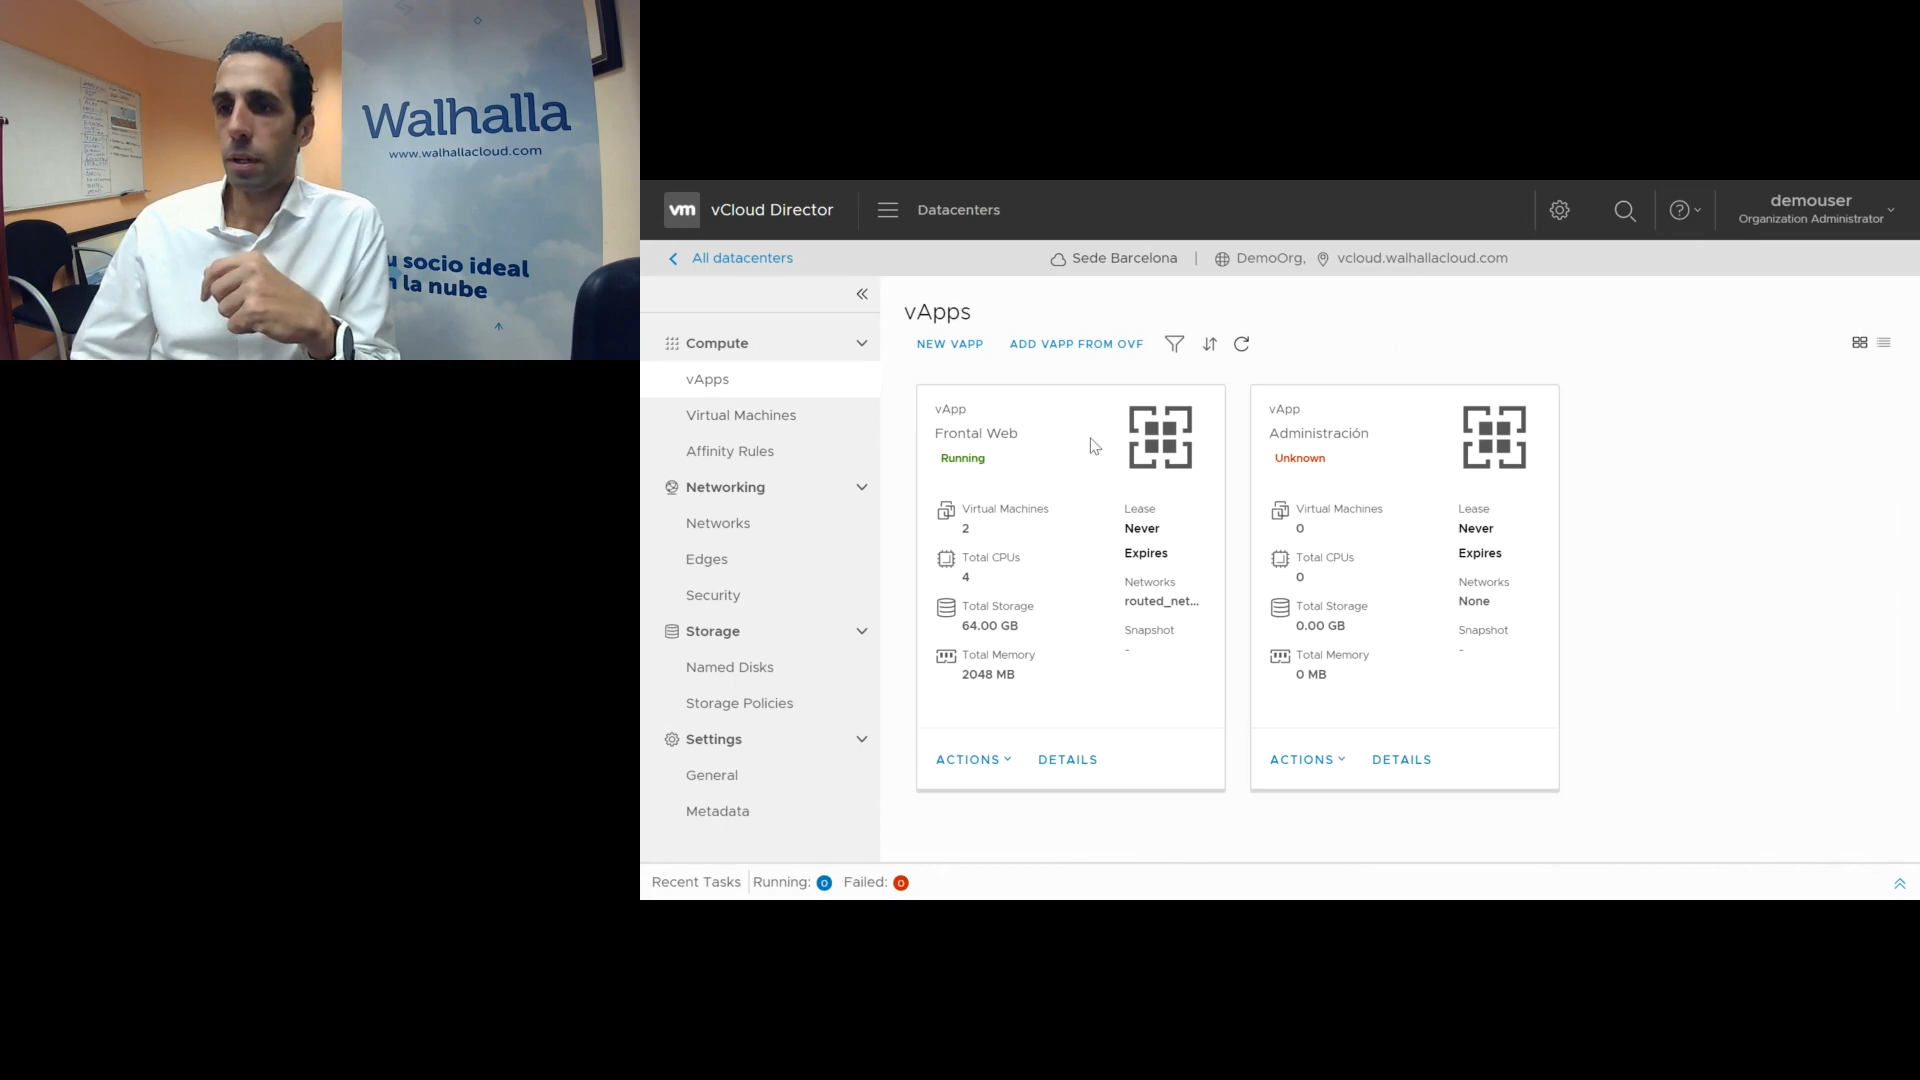 Walhalla
www.walhallacloud.com
socio ideal
la nube
vm vCloud Director
Datacenters
demouser
Organization Administrator
All datacenters
Sede Barcelona | DemoOrg, vcloud.walhallacloud.com
Compute
vApps
Virtual Machines
Affinity Rules
Networking
Networks
Edges
Security
Storage
Named Disks
Storage Policies
Settings
General
Metadata
vApps
NEW VAPP ADD VAPP FROM OVF
vApp
Frontal Web
Running
Virtual Machines
2
Total CPUs
4
Total Storage
64.00 GB
Total Memory
2048 MB
Lease
Never
Expires
Networks
routed_net...
Snapshot
-
ACTIONS DETAILS
vApp
Administración
Unknown
Virtual Machines
0
Total CPUs
0
Total Storage
0.00 GB
Total Memory
0 MB
Lease
Never
Expires
Networks
None
Snapshot
-
ACTIONS DETAILS
Recent Tasks Running: 0 Failed: 0